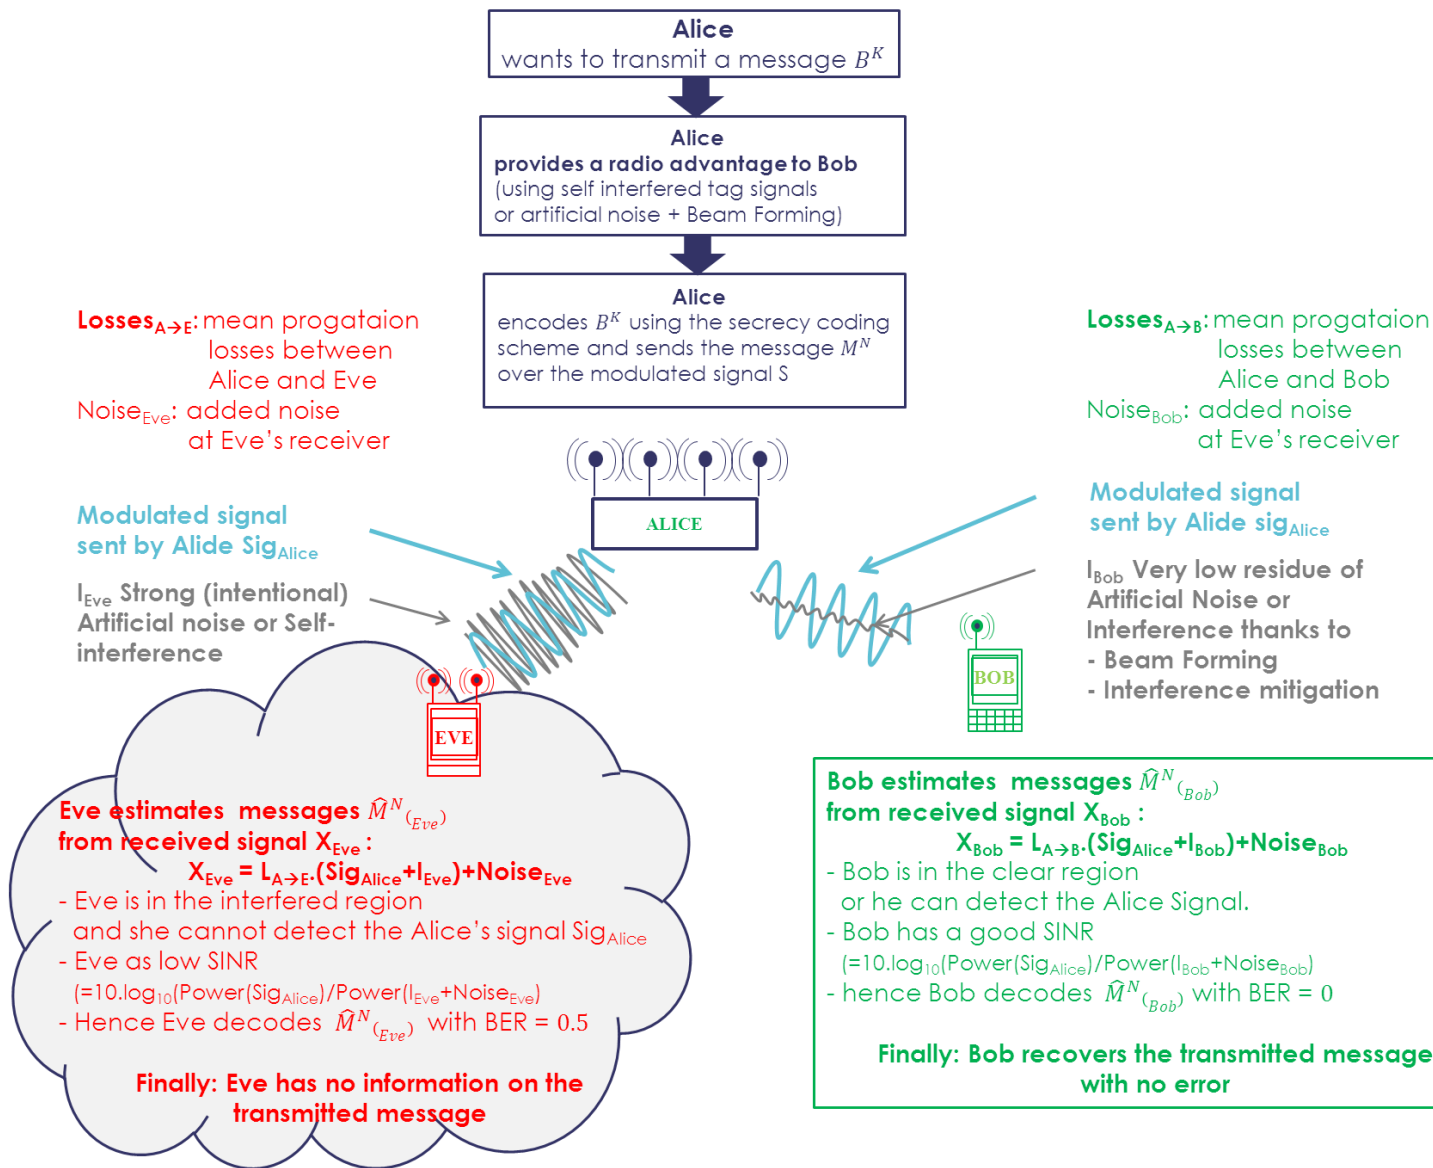 Alice
wants to transmit a message B^K
Alice
provides a radio advantage to Bob
(using self interfered tag signals
or artificial noise + Beam Forming)
Alice
encodes B^K using the secrecy coding
scheme and sends the message M^N
over the modulated signal S
Losses_A→E: mean progataion
losses between
Alice and Eve
Noise_Eve: added noise
at Eve's receiver
Losses_A→B: mean progataion
losses between
Alice and Bob
Noise_Bob: added noise
at Eve's receiver
ALICE
Modulated signal
sent by Alide Sig_Alice
I_Eve Strong (intentional)
Artificial noise or Self-
interference
Modulated signal
sent by Alide sig_Alice
I_Bob Very low residue of
Artificial Noise or
Interference thanks to
- Beam Forming
- Interference mitigation
EVE
BOB
Eve estimates messages M̂^N_(Eve)
from received signal X_Eve :
X_Eve = L_A→E.(Sig_Alice+I_Eve)+Noise_Eve
- Eve is in the interfered region
and she cannot detect the Alice's signal Sig_Alice
- Eve as low SINR
(=10.log_10(Power(Sig_Alice)/Power(I_Eve+Noise_Eve)
- Hence Eve decodes M̂^N_(Eve) with BER = 0.5
Finally: Eve has no information on the
transmitted message
Bob estimates messages M̂^N_(Bob)
from received signal X_Bob :
X_Bob = L_A→B.(Sig_Alice+I_Bob)+Noise_Bob
- Bob is in the clear region
or he can detect the Alice Signal.
- Bob has a good SINR
(=10.log_10(Power(Sig_Alice)/Power(I_Bob+Noise_Bob)
- hence Bob decodes M̂^N_(Bob) with BER = 0
Finally: Bob recovers the transmitted message
with no error